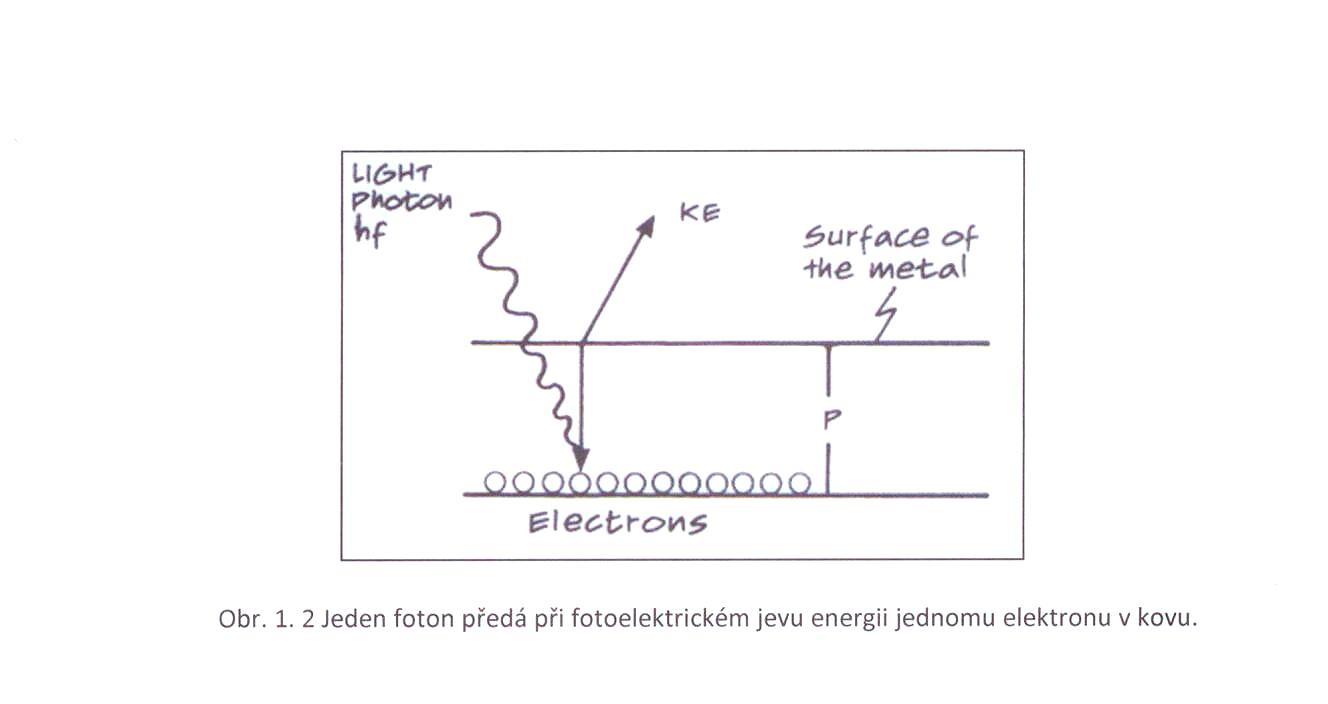 LIGHT
Photon
hf
KE
Surface of
the metal
P
Electrons
Obr. 1. 2 Jeden foton předá při fotoelektrickém jevu energii jednomu elektronu v kovu.